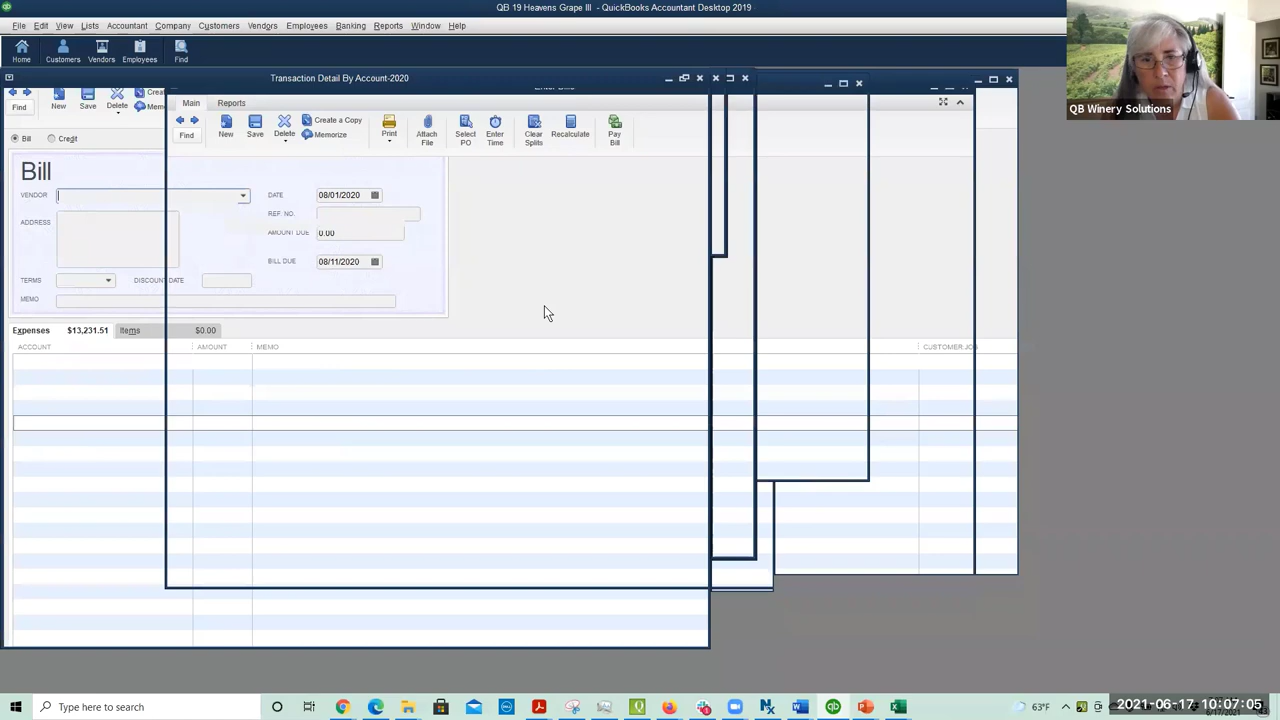 QB 19 Heavens Grape III - QuickBooks Accountant Desktop 2019
File Edit View Lists Accountant Company Customers Vendors Employees Banking Reports Window Help
Home Customers Vendors Employees Find
Transaction Detail By Account-2020
Main Reports
Find New Save Delete
New Save Delete Create a Copy Memorize Find Print Attach File Select PO Enter Time Clear Splits Recalculate Pay Bill
Bill Credit
Bill
VENDOR DATE 08/01/2020
ADDRESS REF. NO.
AMOUNT DUE 0.00
BILL DUE 08/11/2020
TERMS DISCOUNT DATE
MEMO
Expenses $13,231.51 Items $0.00
ACCOUNT AMOUNT MEMO CUSTOMER:JOB
QB Winery Solutions
Type here to search
63°F
2021-06-17 10:07:05